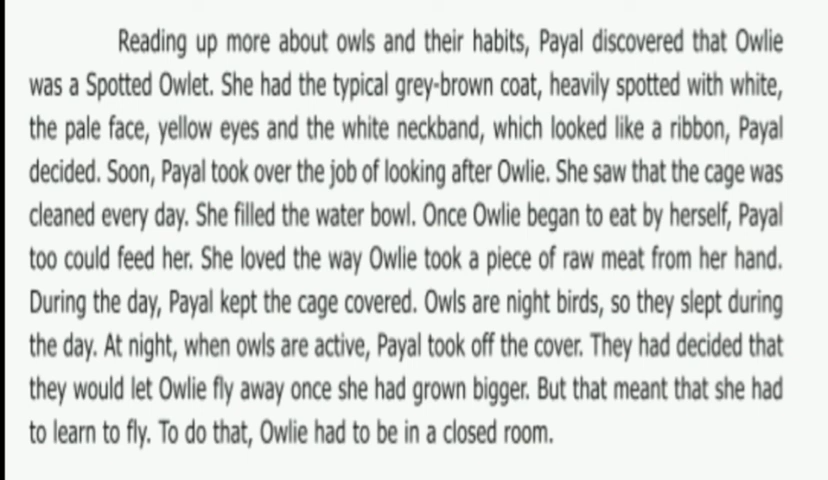 Reading up more about owls and their habits, Payal discovered that Owlie
was a Spotted Owlet. She had the typical grey-brown coat, heavily spotted with white,
the pale face, yellow eyes and the white neckband, which looked like a ribbon, Payal
decided. Soon, Payal took over the job of looking after Owlie. She saw that the cage was
cleaned every day. She filled the water bowl. Once Owlie began to eat by herself, Payal
too could feed her. She loved the way Owlie took a piece of raw meat from her hand.
During the day, Payal kept the cage covered. Owls are night birds, so they slept during
the day. At night, when owls are active, Payal took off the cover. They had decided that
they would let Owlie fly away once she had grown bigger. But that meant that she had
to learn to fly. To do that, Owlie had to be in a closed room.